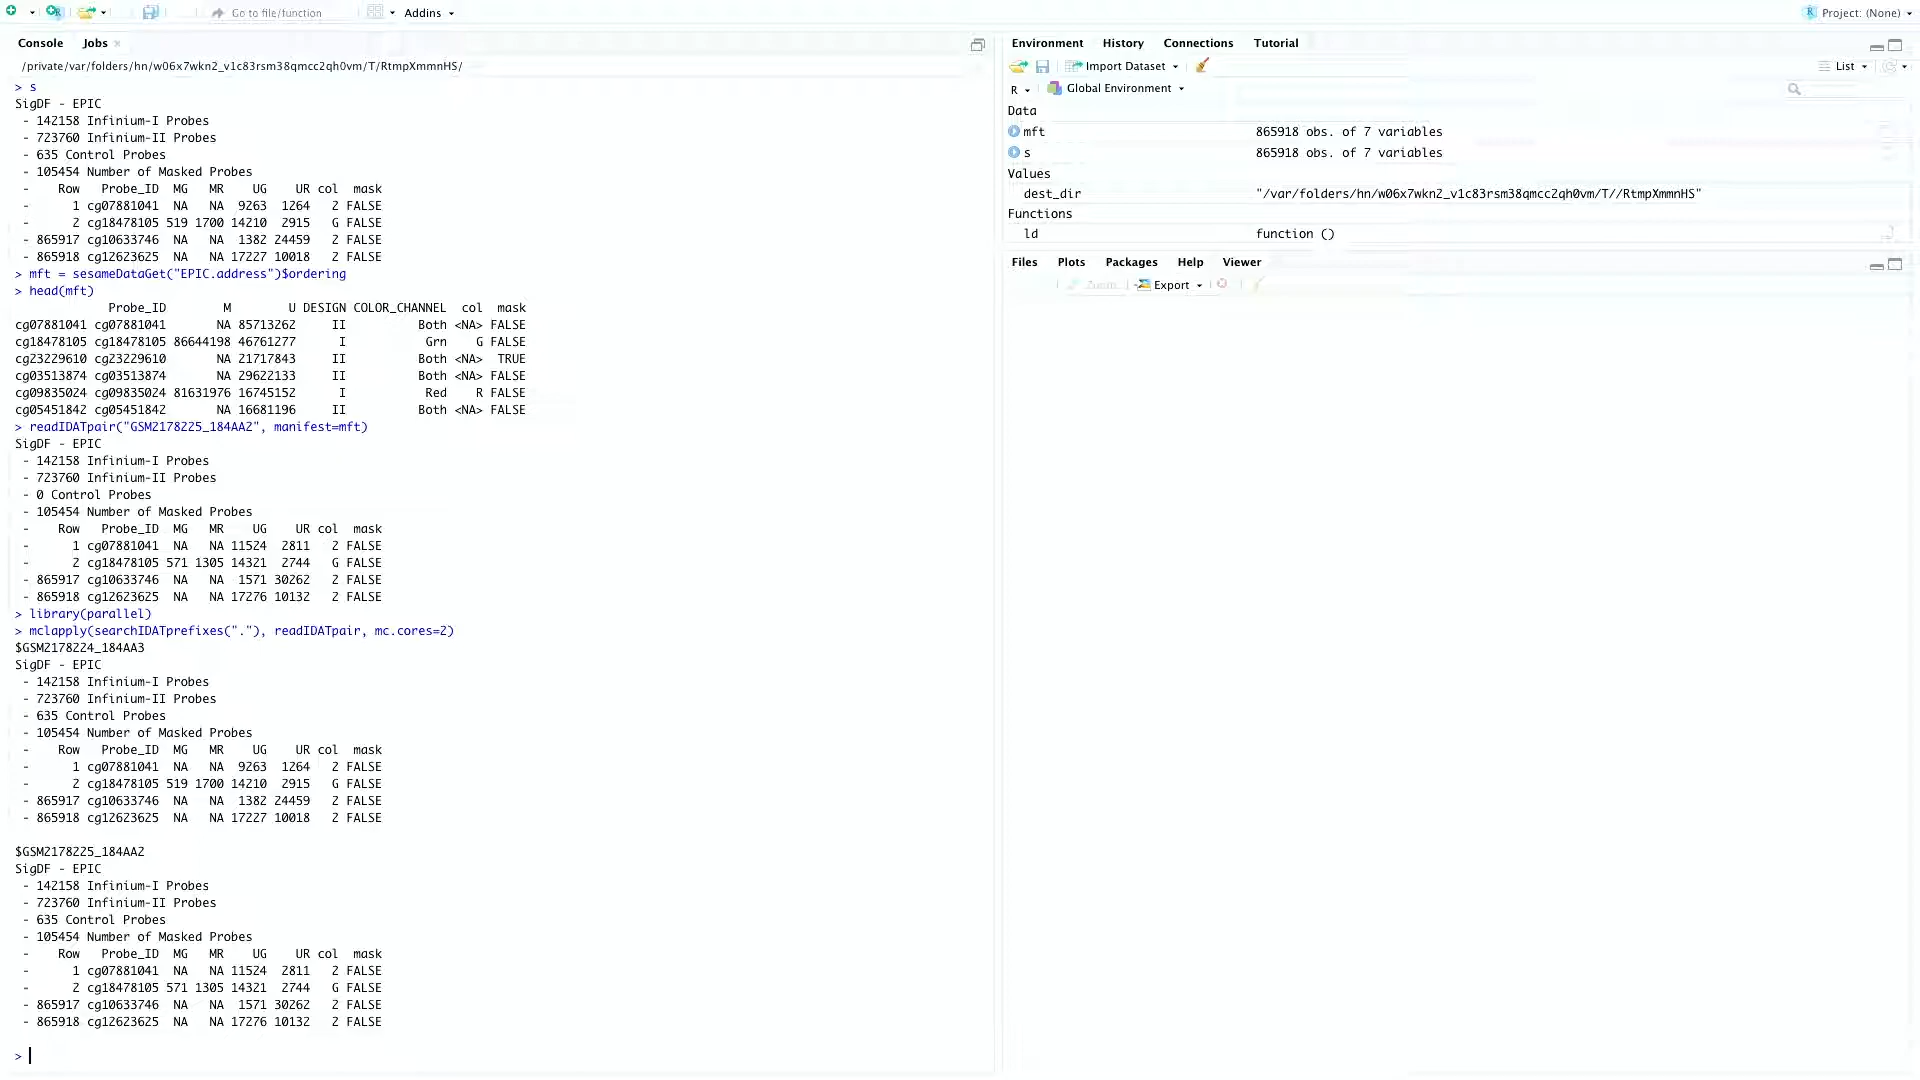 Go to file/function
Addins
Project: (None)
Console Jobs
/private/var/folders/hn/w06x7wkn2_v1c83rsm38qmcc2qh0vm/T/RtmpXmmnHS/
> s
SigDF - EPIC
- 142158 Infinium-I Probes
- 723760 Infinium-II Probes
- 635 Control Probes
- 105454 Number of Masked Probes
- Row Probe_ID MG MR UG UR col mask
- 1 cg07881041 NA NA 9263 1264 2 FALSE
- 2 cg18478105 519 1700 14210 2915 G FALSE
- 865917 cg10633746 NA NA 1382 24459 2 FALSE
- 865918 cg12623625 NA NA 17227 10018 2 FALSE
> mft = sesameDataGet("EPIC.address")$ordering
> head(mft)
Probe_ID M U DESIGN COLOR_CHANNEL col mask
cg07881041 cg07881041 NA 85713262 II Both <NA> FALSE
cg18478105 cg18478105 86644198 46761277 I Grn G FALSE
cg23229610 cg23229610 NA 21717843 II Both <NA> TRUE
cg03513874 cg03513874 NA 29622133 II Both <NA> FALSE
cg09835024 cg09835024 81631976 16745152 I Red R FALSE
cg05451842 cg05451842 NA 16681196 II Both <NA> FALSE
> readIDATpair("GSM2178225_184AA2", manifest=mft)
SigDF - EPIC
- 142158 Infinium-I Probes
- 723760 Infinium-II Probes
- 0 Control Probes
- 105454 Number of Masked Probes
- Row Probe_ID MG MR UG UR col mask
- 1 cg07881041 NA NA 11524 2811 2 FALSE
- 2 cg18478105 571 1305 14321 2744 G FALSE
- 865917 cg10633746 NA NA 1571 30262 2 FALSE
- 865918 cg12623625 NA NA 17276 10132 2 FALSE
> library(parallel)
> mclapply(searchIDATprefixes("."), readIDATpair, mc.cores=2)
$GSM2178224_184AA3
SigDF - EPIC
- 142158 Infinium-I Probes
- 723760 Infinium-II Probes
- 635 Control Probes
- 105454 Number of Masked Probes
- Row Probe_ID MG MR UG UR col mask
- 1 cg07881041 NA NA 9263 1264 2 FALSE
- 2 cg18478105 519 1700 14210 2915 G FALSE
- 865917 cg10633746 NA NA 1382 24459 2 FALSE
- 865918 cg12623625 NA NA 17227 10018 2 FALSE
$GSM2178225_184AA2
SigDF - EPIC
- 142158 Infinium-I Probes
- 723760 Infinium-II Probes
- 635 Control Probes
- 105454 Number of Masked Probes
- Row Probe_ID MG MR UG UR col mask
- 1 cg07881041 NA NA 11524 2811 2 FALSE
- 2 cg18478105 571 1305 14321 2744 G FALSE
- 865917 cg10633746 NA NA 1571 30262 2 FALSE
- 865918 cg12623625 NA NA 17276 10132 2 FALSE
>
Environment History Connections Tutorial
Import Dataset List
R Global Environment
Data
mft 865918 obs. of 7 variables
s 865918 obs. of 7 variables
Values
dest_dir "/var/folders/hn/w06x7wkn2_v1c83rsm38qmcc2qh0vm/T//RtmpXmmnHS"
Functions
ld function ()
Files Plots Packages Help Viewer
Zoom Export